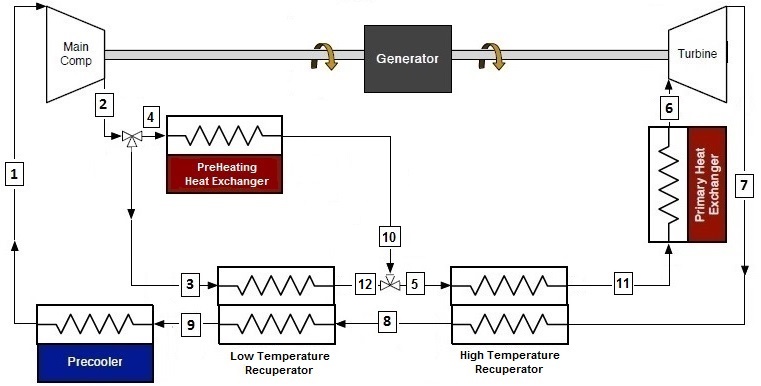 Main
Comp
Generator
Turbine
2
4
6
PreHeating
Heat Exchanger
Primary Heat
Exchanger
1
7
10
3
12
5
11
9
8
Precooler
Low Temperature
Recuperator
High Temperature
Recuperator